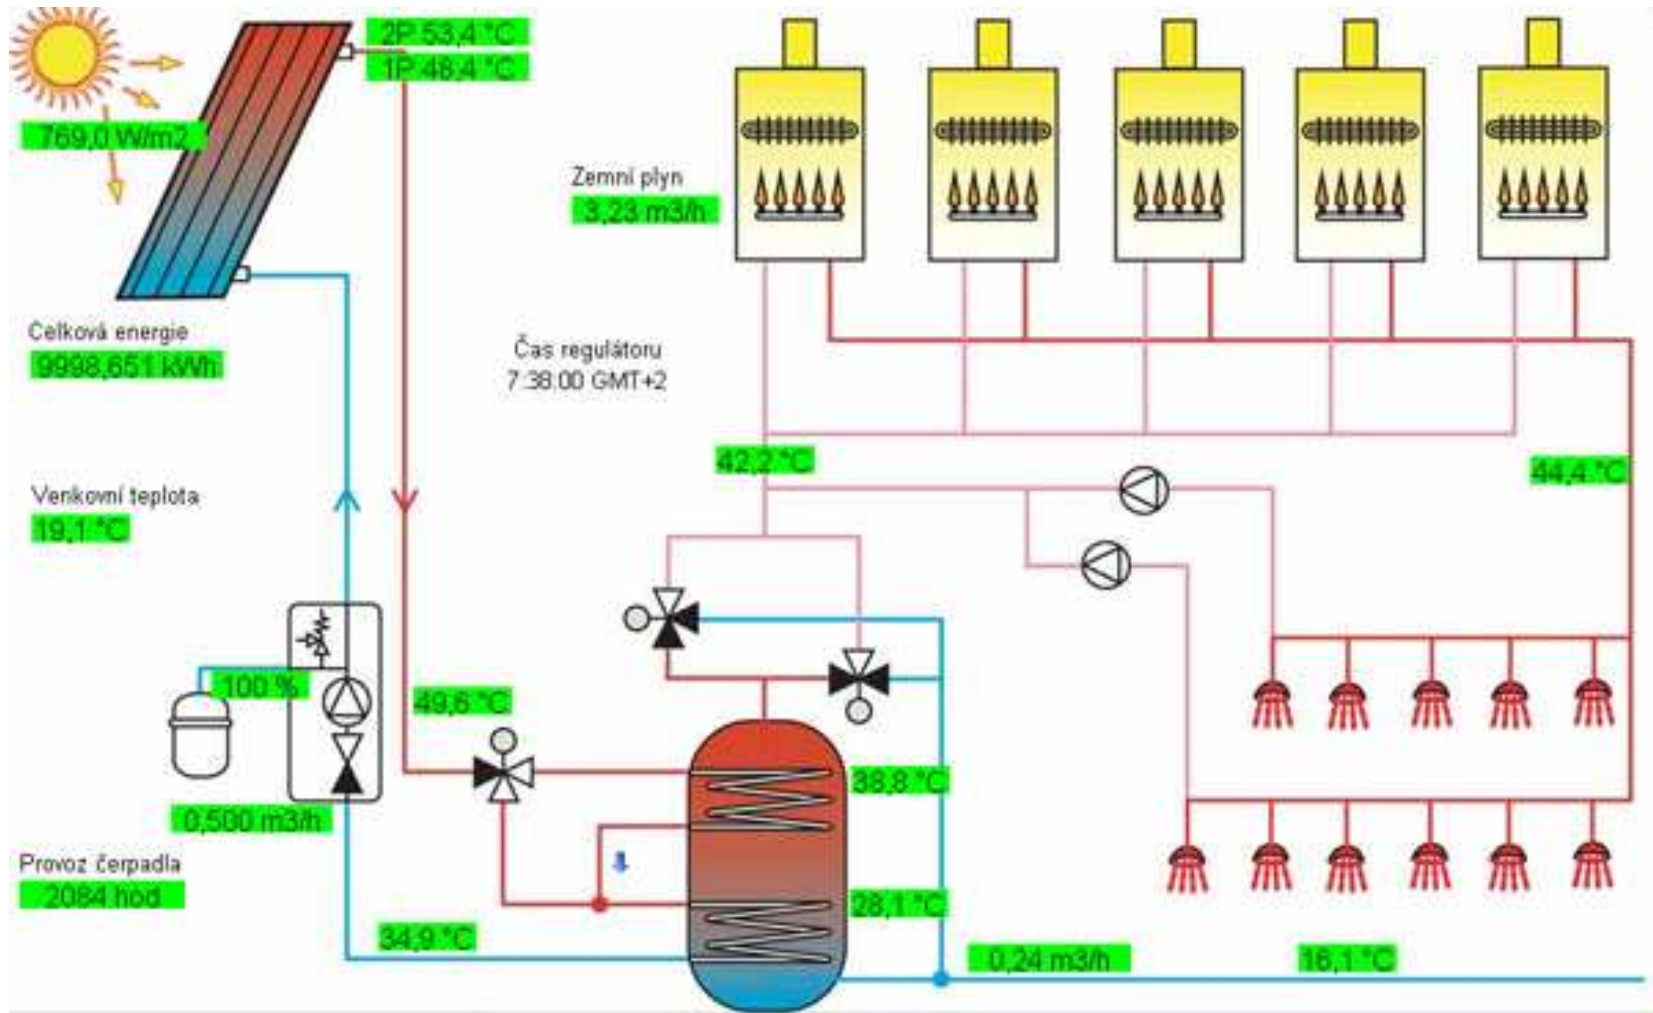 2P 53,4 °C
1P 48,4 °C
769,0 W/m2
Zemní plyn
3,23 m3/h
Celková energie
9998,651 kWh
Čas regulátoru
7:38:00 GMT+2
42,2 °C
44,4 °C
Venkovní teplota
19,1 °C
100 %
49,6 °C
38,8 °C
0,500 m3/h
Provoz čerpadla
2084 hod
28,1 °C
34,9 °C
0,24 m3/h
16,1 °C